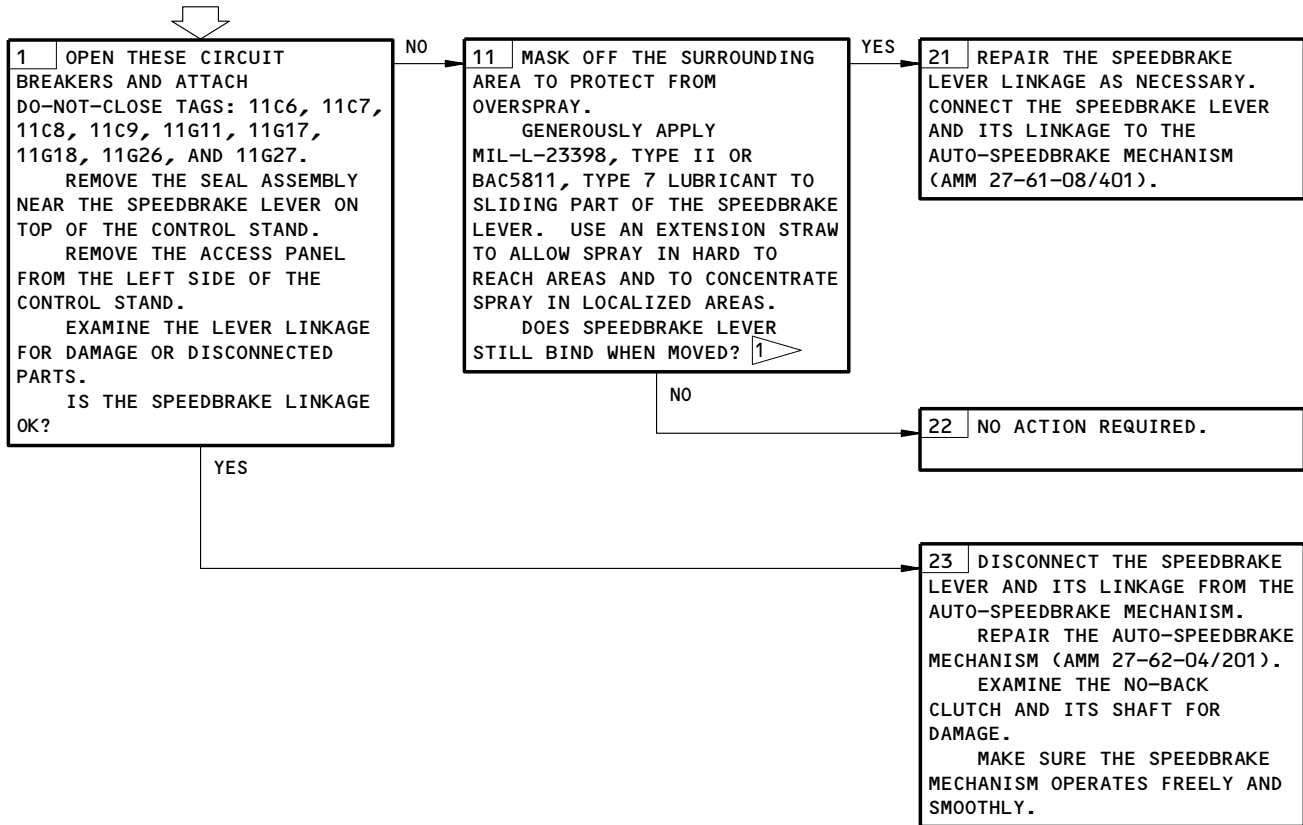 1 OPEN THESE CIRCUIT
BREAKERS AND ATTACH
DO-NOT-CLOSE TAGS: 11C6, 11C7,
11C8, 11C9, 11G11, 11G17,
11G18, 11G26, AND 11G27.
REMOVE THE SEAL ASSEMBLY
NEAR THE SPEEDBRAKE LEVER ON
TOP OF THE CONTROL STAND.
REMOVE THE ACCESS PANEL
FROM THE LEFT SIDE OF THE
CONTROL STAND.
EXAMINE THE LEVER LINKAGE
FOR DAMAGE OR DISCONNECTED
PARTS.
IS THE SPEEDBRAKE LINKAGE
OK?
NO
YES
11 MASK OFF THE SURROUNDING
AREA TO PROTECT FROM
OVERSPRAY.
GENEROUSLY APPLY
MIL-L-23398, TYPE II OR
BAC5811, TYPE 7 LUBRICANT TO
SLIDING PART OF THE SPEEDBRAKE
LEVER. USE AN EXTENSION STRAW
TO ALLOW SPRAY IN HARD TO
REACH AREAS AND TO CONCENTRATE
SPRAY IN LOCALIZED AREAS.
DOES SPEEDBRAKE LEVER
STILL BIND WHEN MOVED? 1
YES
NO
21 REPAIR THE SPEEDBRAKE
LEVER LINKAGE AS NECESSARY.
CONNECT THE SPEEDBRAKE LEVER
AND ITS LINKAGE TO THE
AUTO-SPEEDBRAKE MECHANISM
(AMM 27-61-08/401).
22 NO ACTION REQUIRED.
23 DISCONNECT THE SPEEDBRAKE
LEVER AND ITS LINKAGE FROM THE
AUTO-SPEEDBRAKE MECHANISM.
REPAIR THE AUTO-SPEEDBRAKE
MECHANISM (AMM 27-62-04/201).
EXAMINE THE NO-BACK
CLUTCH AND ITS SHAFT FOR
DAMAGE.
MAKE SURE THE SPEEDBRAKE
MECHANISM OPERATES FREELY AND
SMOOTHLY.